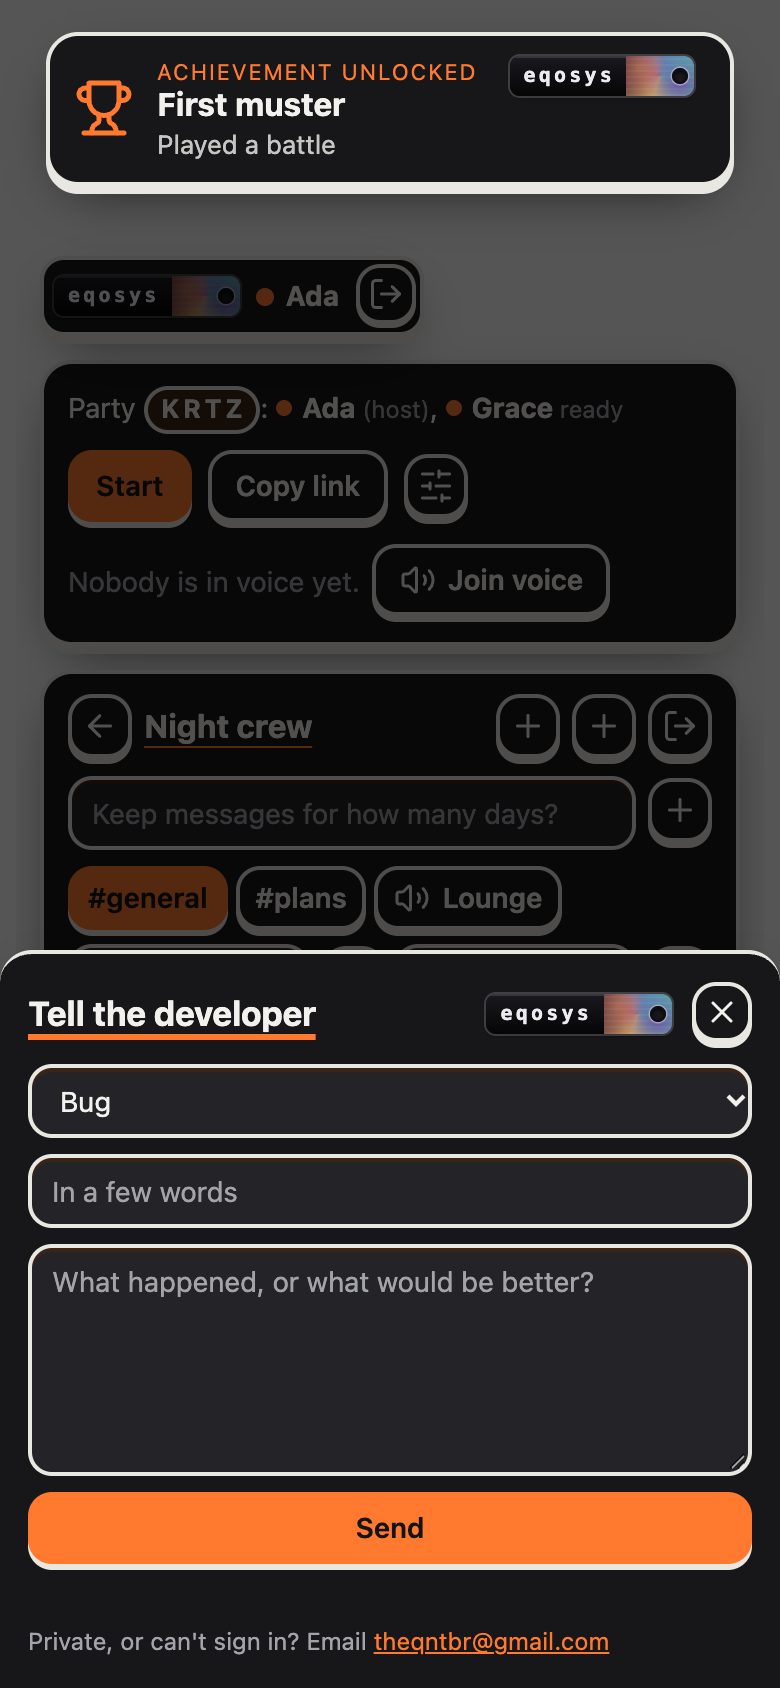 ACHIEVEMENT UNLOCKED
First muster
Played a battle
eqosys
eqosys Ada
Party KRTZ: Ada (host), Grace ready
Start Copy link
Nobody is in voice yet. Join voice
Night crew
Keep messages for how many days?
#general #plans Lounge
Tell the developer eqosys
Bug
In a few words
What happened, or what would be better?
Send
Private, or can't sign in? Email theqntbr@gmail.com